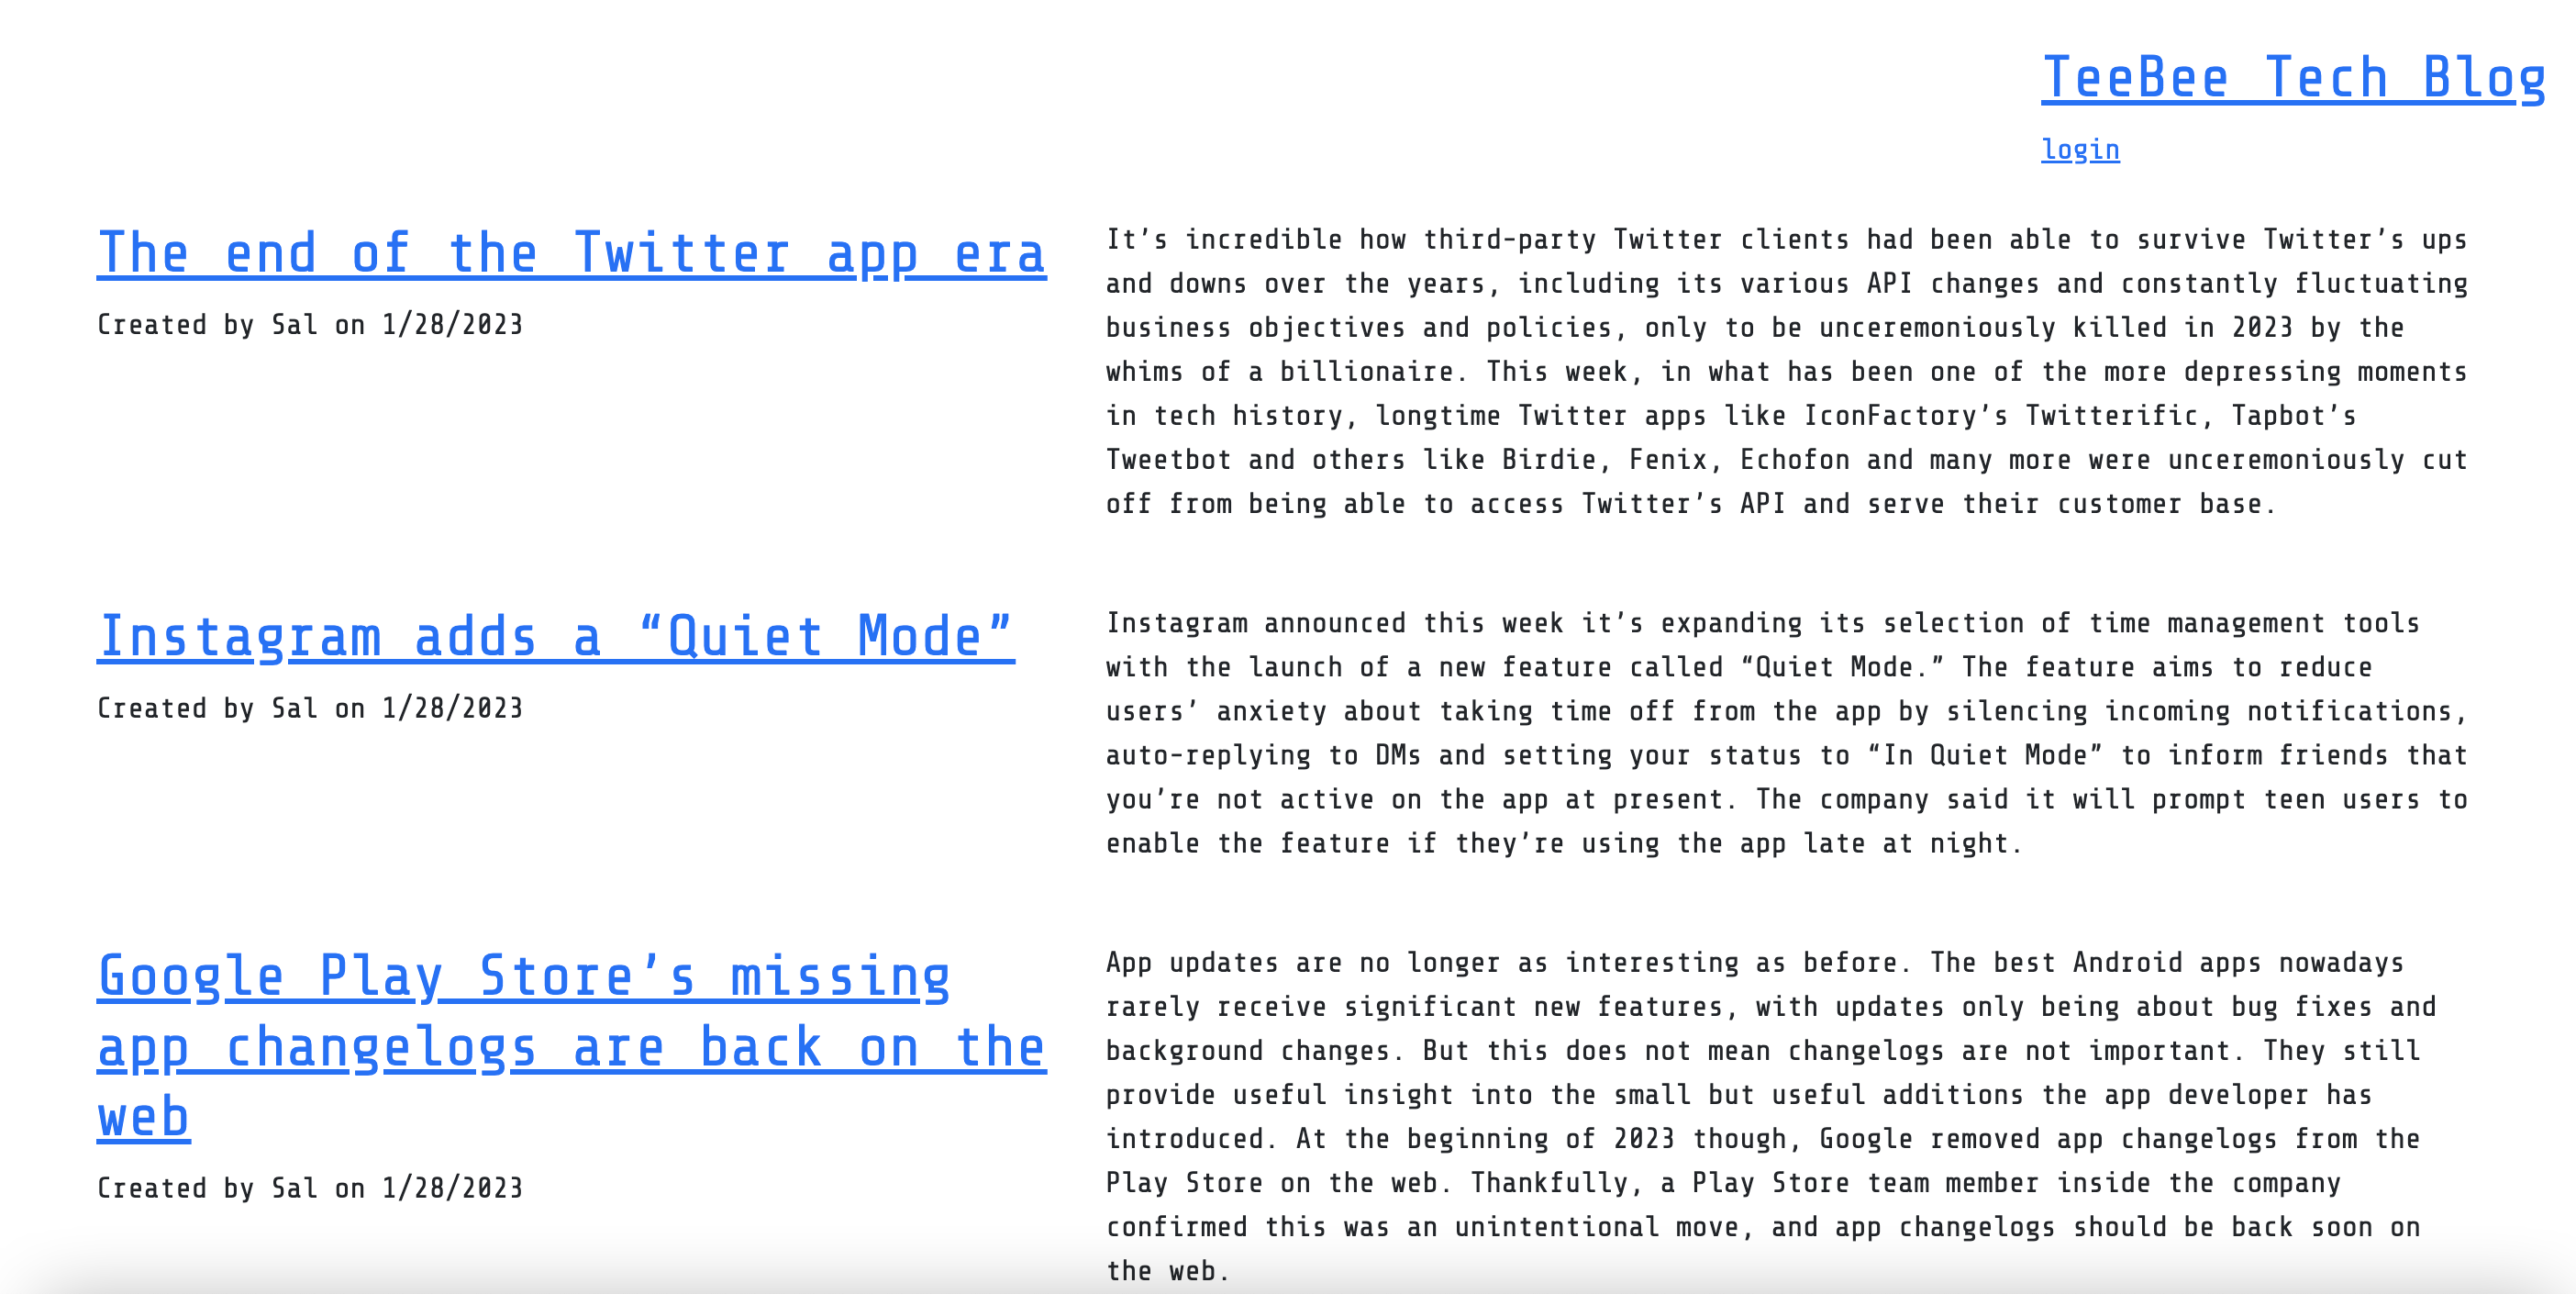 TeeBee Tech Blog
login
The end of the Twitter app era
Created by Sal on 1/28/2023
It’s incredible how third-party Twitter clients had been able to survive Twitter’s ups
and downs over the years, including its various API changes and constantly fluctuating
business objectives and policies, only to be unceremoniously killed in 2023 by the
whims of a billionaire. This week, in what has been one of the more depressing moments
in tech history, longtime Twitter apps like IconFactory’s Twitterific, Tapbot’s
Tweetbot and others like Birdie, Fenix, Echofon and many more were unceremoniously cut
off from being able to access Twitter’s API and serve their customer base.
Instagram adds a “Quiet Mode”
Created by Sal on 1/28/2023
Instagram announced this week it’s expanding its selection of time management tools
with the launch of a new feature called “Quiet Mode.” The feature aims to reduce
users’ anxiety about taking time off from the app by silencing incoming notifications,
auto-replying to DMs and setting your status to “In Quiet Mode” to inform friends that
you’re not active on the app at present. The company said it will prompt teen users to
enable the feature if they’re using the app late at night.
Google Play Store’s missing
app changelogs are back on the
web
Created by Sal on 1/28/2023
App updates are no longer as interesting as before. The best Android apps nowadays
rarely receive significant new features, with updates only being about bug fixes and
background changes. But this does not mean changelogs are not important. They still
provide useful insight into the small but useful additions the app developer has
introduced. At the beginning of 2023 though, Google removed app changelogs from the
Play Store on the web. Thankfully, a Play Store team member inside the company
confirmed this was an unintentional move, and app changelogs should be back soon on
the web.